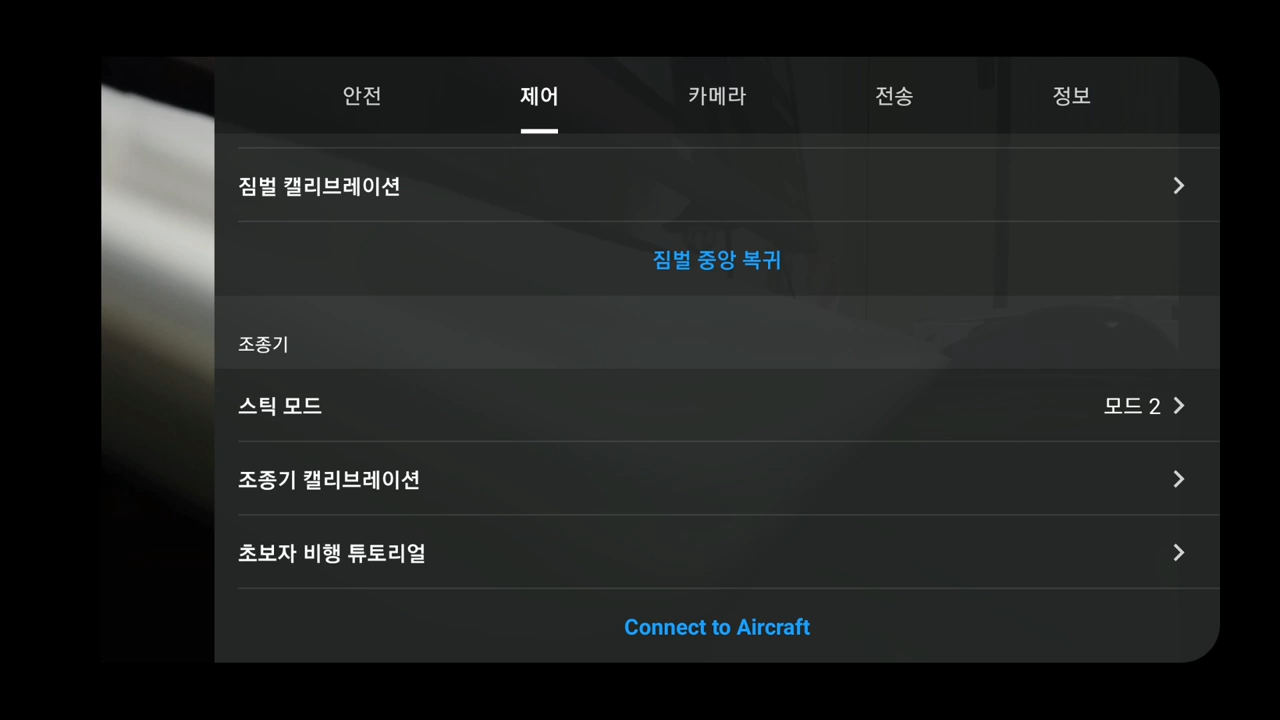 안전 제어 카메라 전송 정보
짐벌 캘리브레이션
짐벌 중앙 복귀
조종기
스틱 모드 모드 2
조종기 캘리브레이션
초보자 비행 튜토리얼
Connect to Aircraft